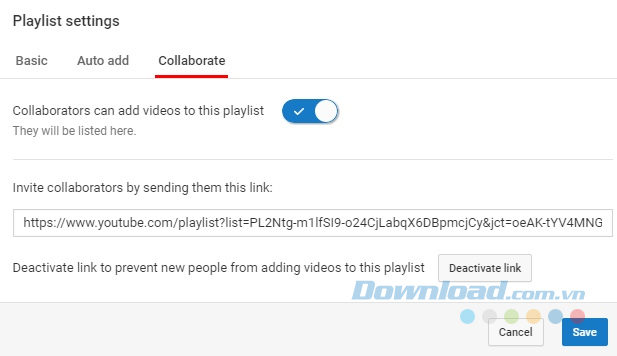 Playlist settings
Basic Auto add Collaborate
Collaborators can add videos to this playlist
They will be listed here.
Invite collaborators by sending them this link:
https://www.youtube.com/playlist?list=PL2Ntg-m1lfSI9-o24CjLabqX6DBpmcjCy&jct=oeAK-tYV4MNG
Deactivate link to prevent new people from adding videos to this playlist Deactivate link
Download.com.vn
Cancel Save